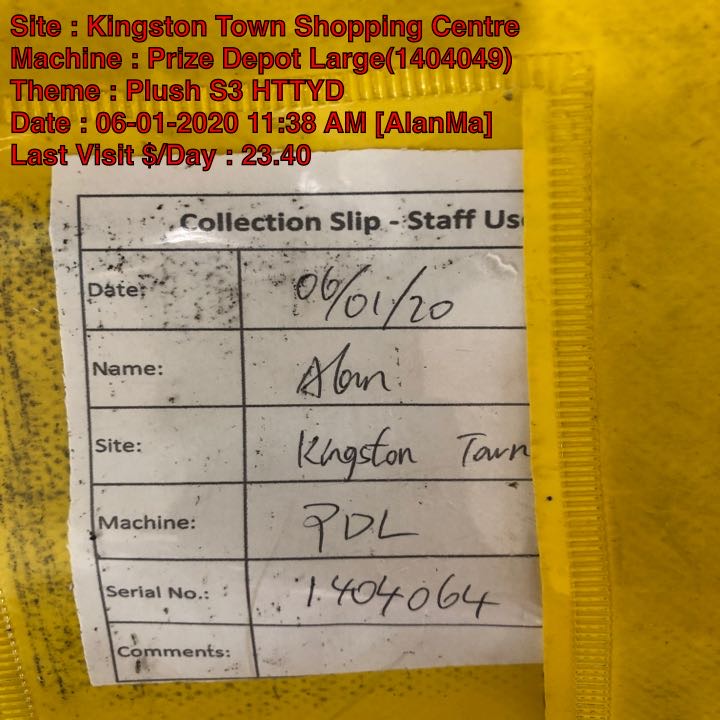 Site : Kingston Town Shopping Centre
Machine : Prize Depot Large(1404049)
Theme : Plush S3 HTTYD
Date : 06-01-2020 11:38 AM [AlanMa]
Last Visit $/Day : 23.40
Collection Slip - Staff Us
Date: 06/01/20
Name: Alan
Site: Kingston Town
Machine: PDL
Serial No.: 1404064
Comments: